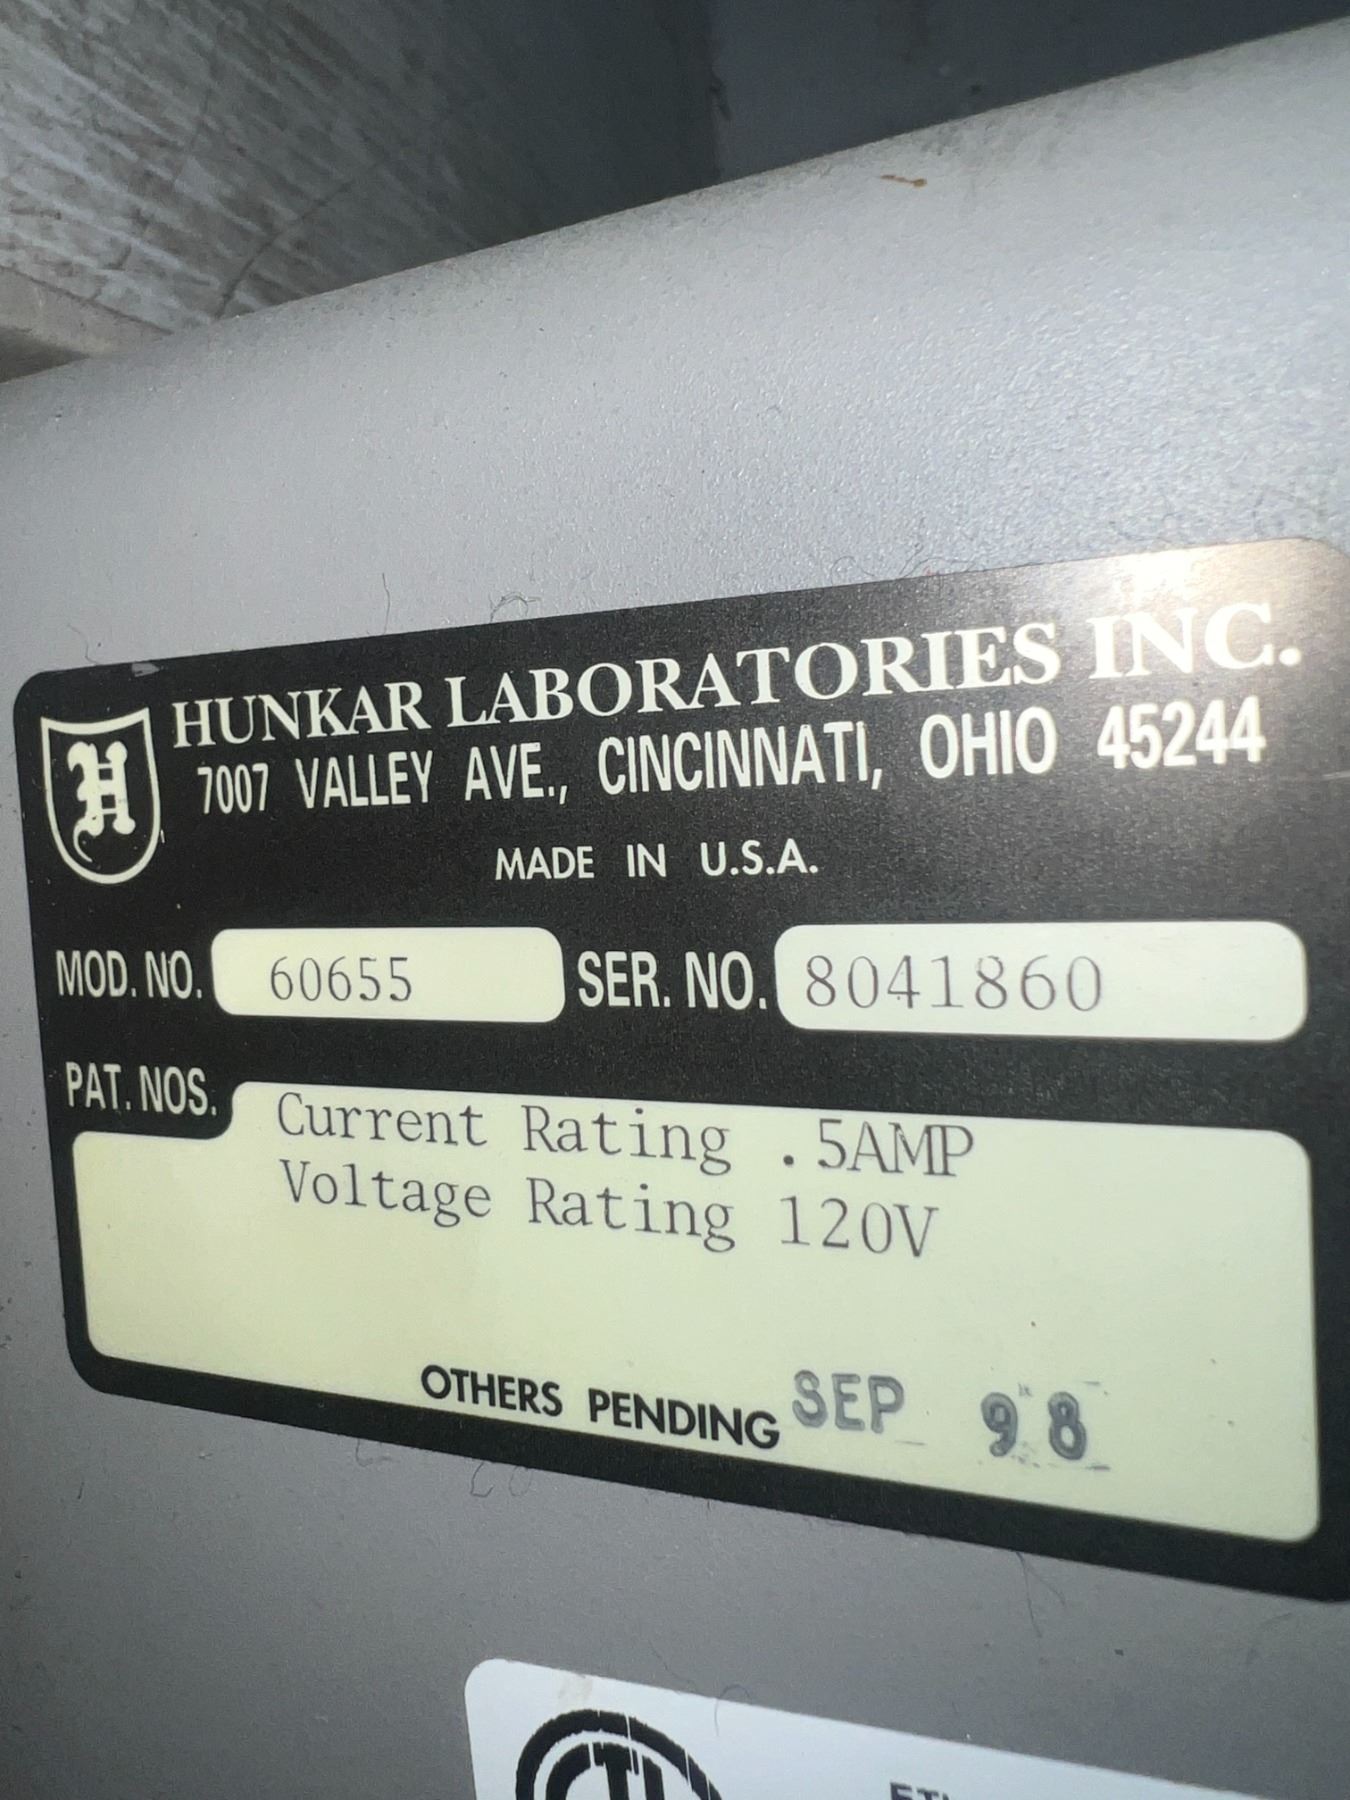 H
HUNKAR LABORATORIES INC.
7007 VALLEY AVE., CINCINNATI, OHIO 45244
MADE IN U.S.A.
MOD. NO. 60655 SER. NO. 8041860
PAT. NOS.
Current Rating .5AMP
Voltage Rating 120V
OTHERS PENDING SEP 98